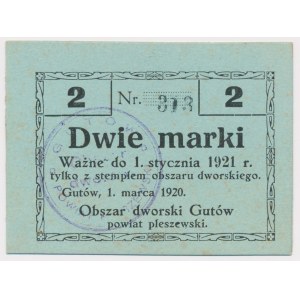 2 Nr. 313 2
Dwie marki
Ważne do 1. stycznia 1921 r.
tylko z stemplem obszaru dworskiego.
Gutów, 1. marca 1920.
Obszar dworski Gutów
powiat pleszewski.